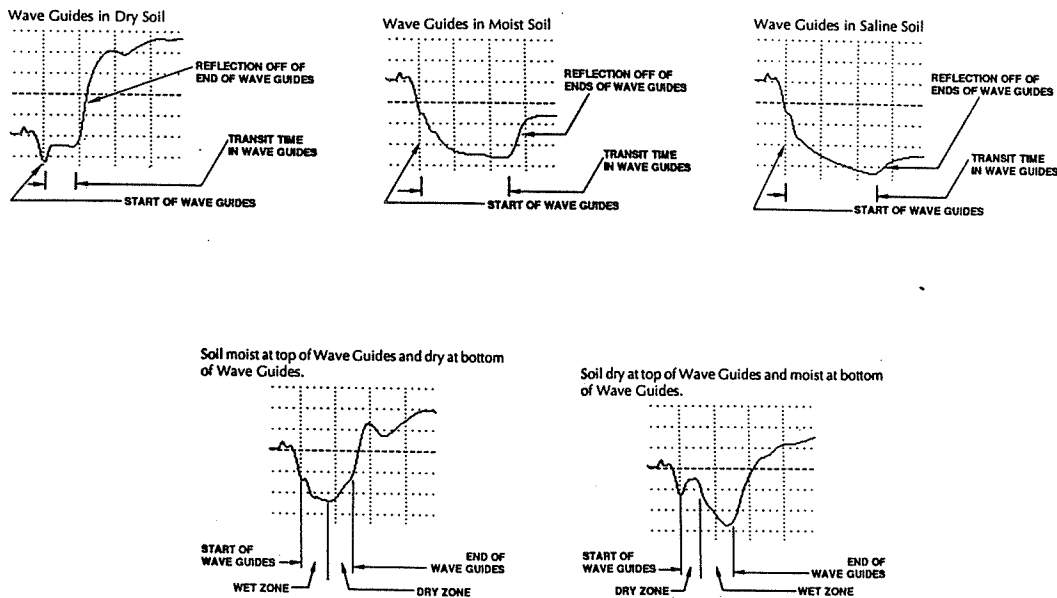 Wave Guides in Dry Soil
REFLECTION OFF OF
END OF WAVE GUIDES
TRANSIT TIME
IN WAVE GUIDES
START OF WAVE GUIDES
Wave Guides in Moist Soil
REFLECTION OFF OF
ENDS OF WAVE GUIDES
TRANSIT TIME
IN WAVE GUIDES
START OF WAVE GUIDES
Wave Guides in Saline Soil
REFLECTION OFF OF
ENDS OF WAVE GUIDES
TRANSIT TIME
IN WAVE GUIDES
START OF WAVE GUIDES
Soil moist at top of Wave Guides and dry at bottom
of Wave Guides.
START OF
WAVE GUIDES
END OF
WAVE GUIDES
WET ZONE
DRY ZONE
Soil dry at top of Wave Guides and moist at bottom
of Wave Guides.
START OF
WAVE GUIDES
END OF
WAVE GUIDES
DRY ZONE
WET ZONE